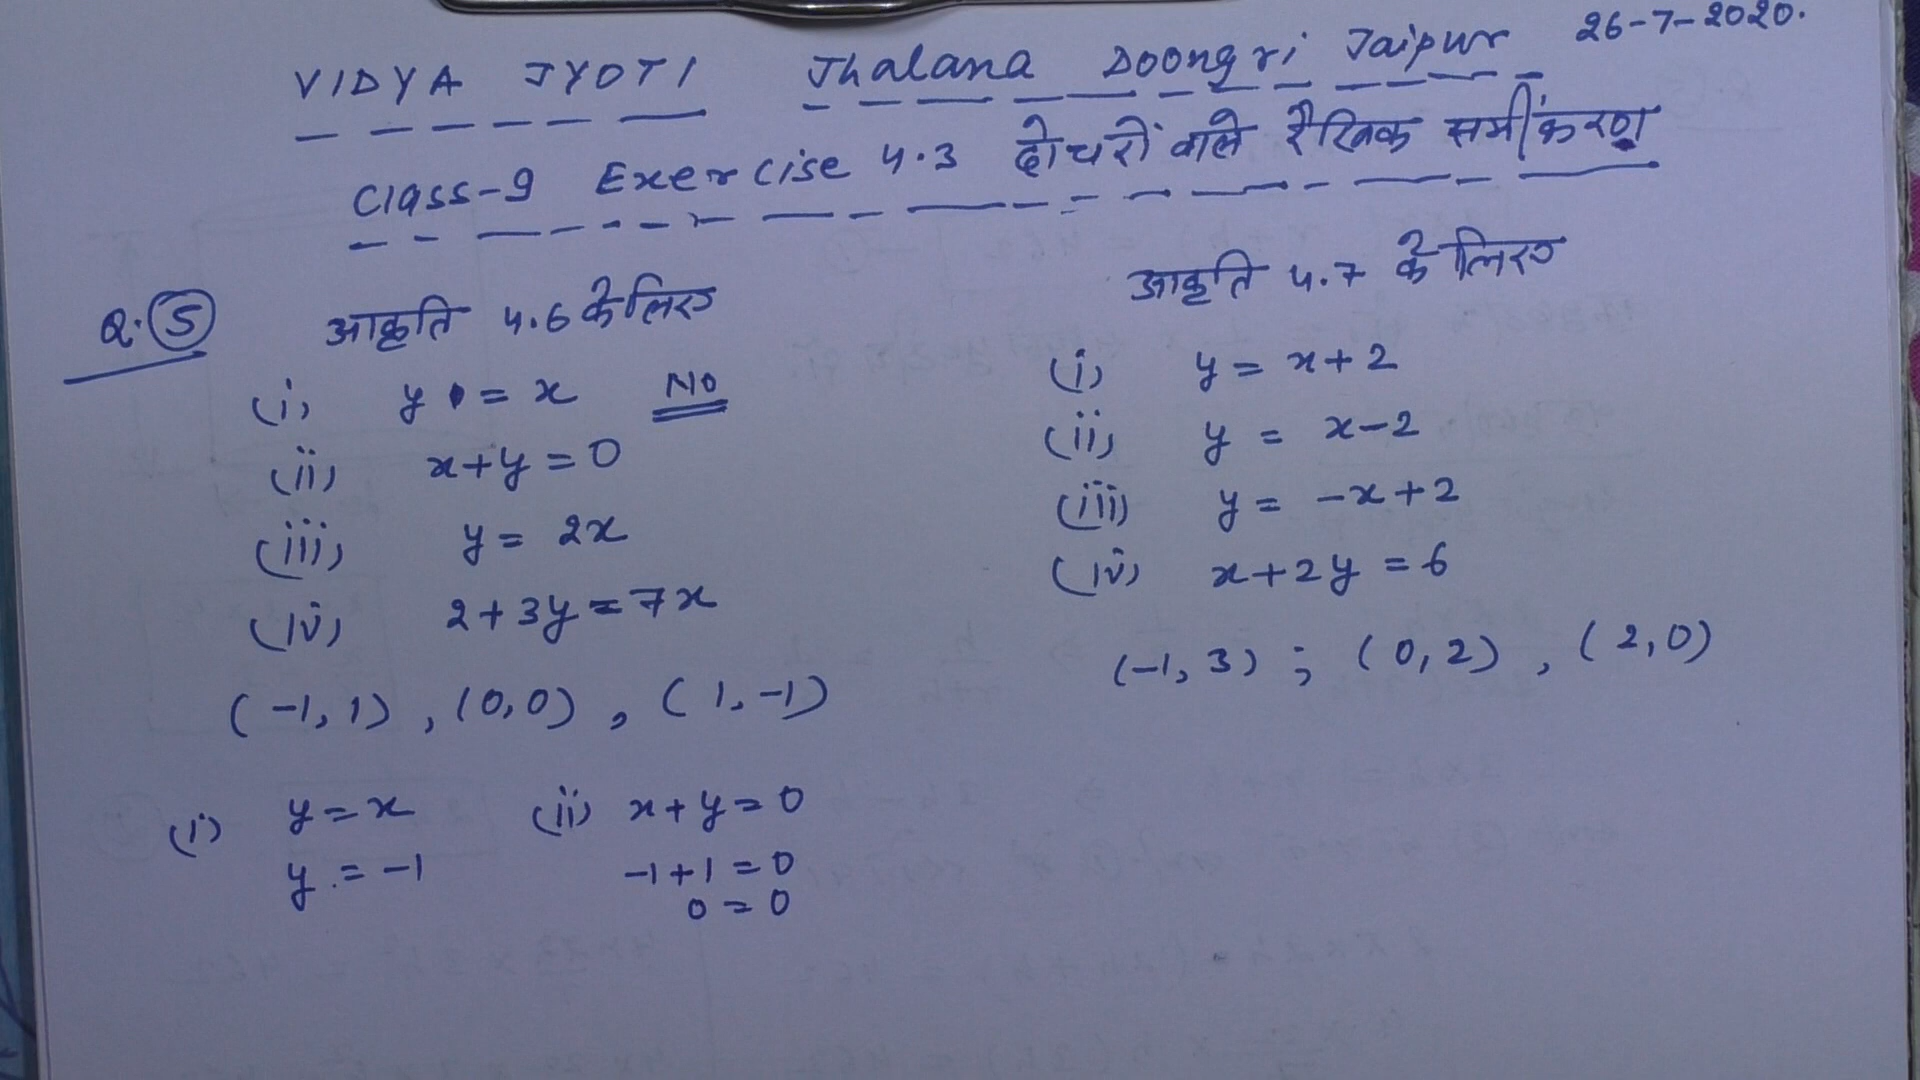 VIDYA JYOTI Jhalana Doongri Jaipur 26-7-2020.
Class-9 Exercise 4.3 दो चरों वाले रैखिक समीकरण
Q.5 आकृति 4.6 के लिए
(i) y = x NO
(ii) x+y=0
(iii) y = 2x
(iv) 2+3y=7x
(-1,1), (0,0), (1,-1)
आकृति 4.7 के लिए
(i) y = x+2
(ii) y = x-2
(iii) y = -x+2
(iv) x+2y=6
(-1,3); (0,2), (2,0)
(i) y=x
y=-1
(ii) x+y=0
-1+1=0
0=0